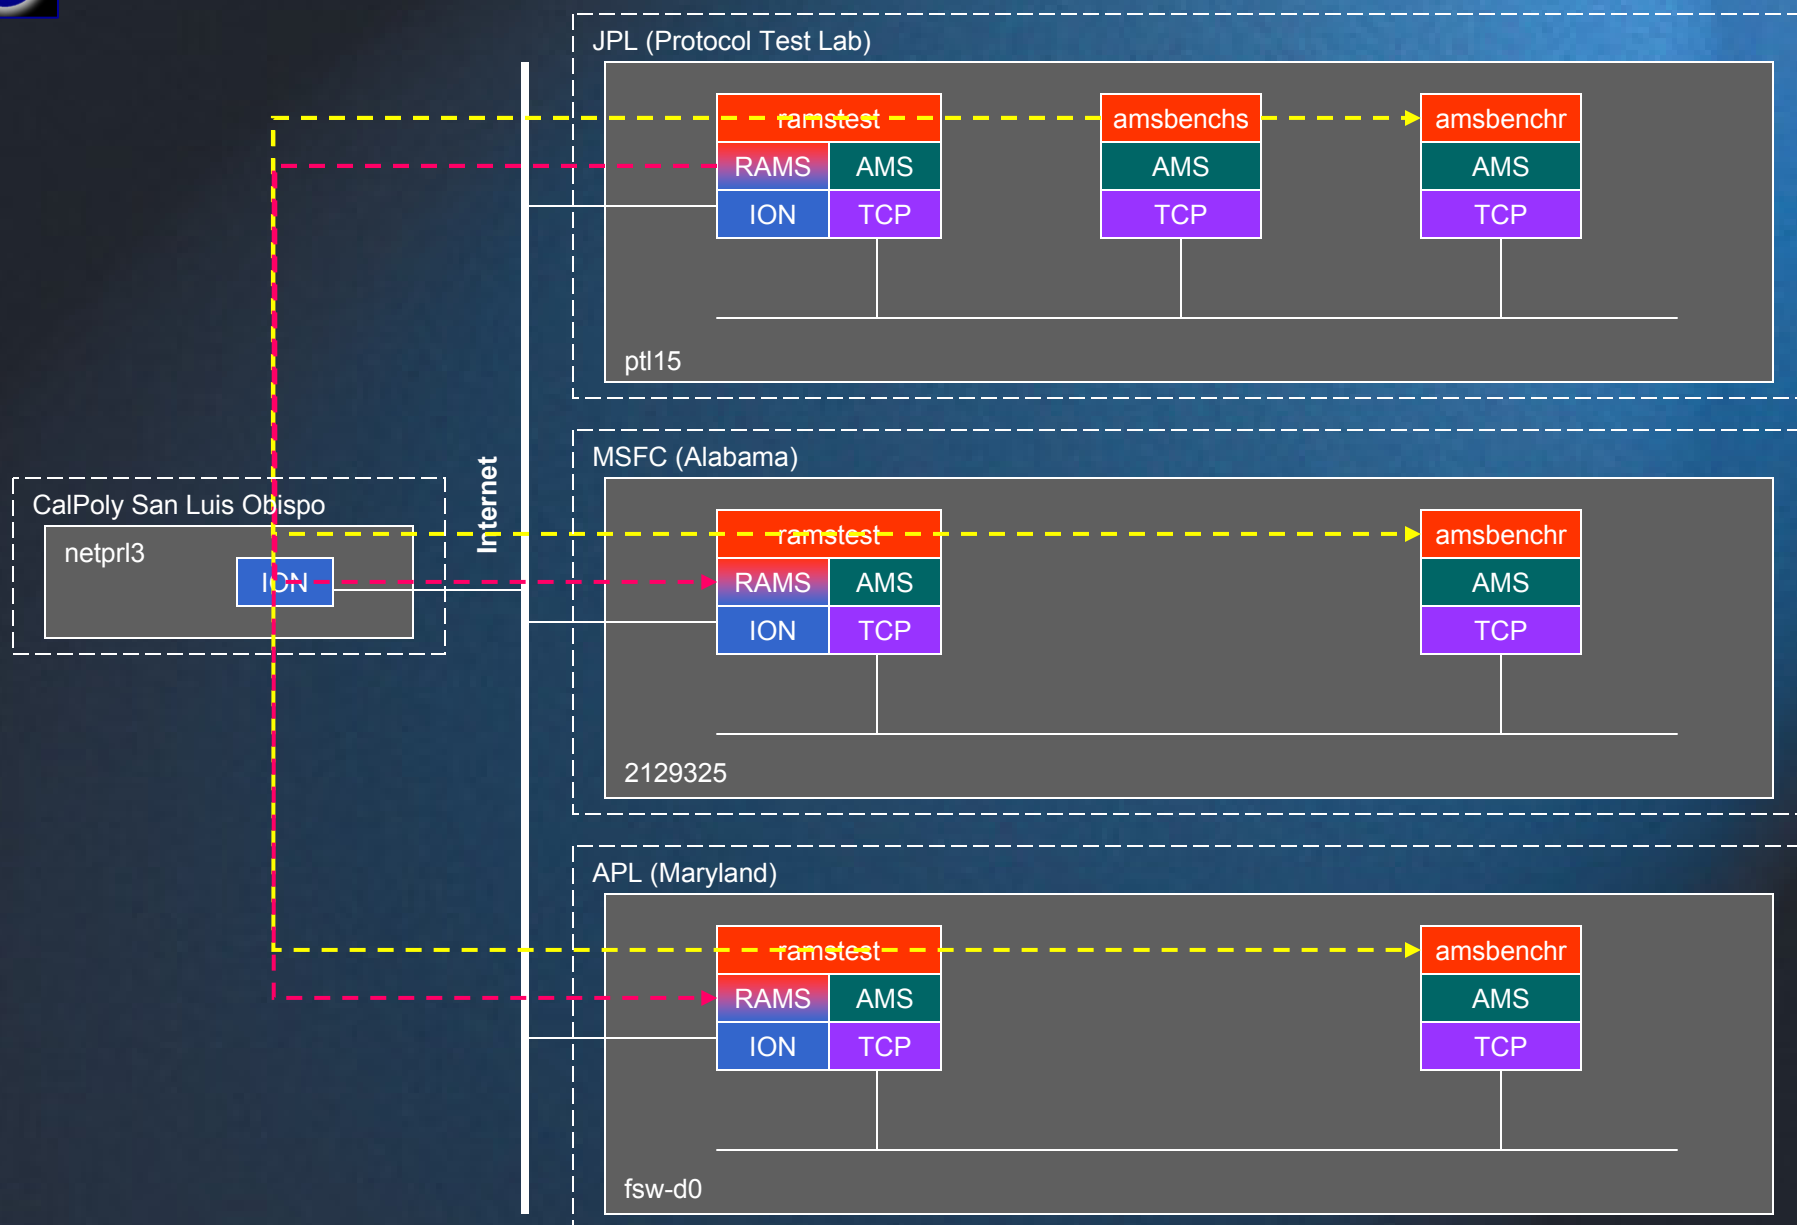 JPL (Protocol Test Lab)
ramstest
amsbenchs
amsbenchr
RAMS
AMS
AMS
AMS
ION
TCP
TCP
TCP
ptl15
MSFC (Alabama)
Internet
CalPoly San Luis Obispo
netprl3
ION
ramstest
amsbenchr
RAMS
AMS
AMS
ION
TCP
TCP
2129325
APL (Maryland)
ramstest
amsbenchr
RAMS
AMS
AMS
ION
TCP
TCP
fsw-d0